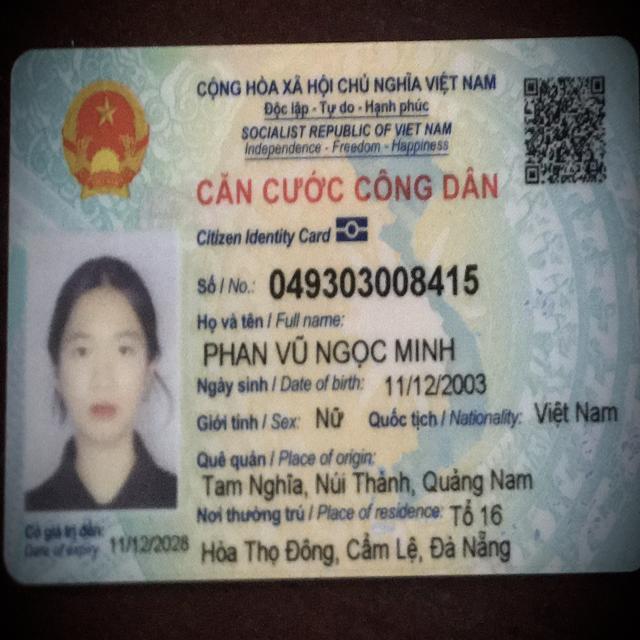 CỘNG HÒA XÃ HỘI CHỦ NGHĨA VIỆT NAM
Độc lập - Tự do - Hạnh phúc
SOCIALIST REPUBLIC OF VIET NAM
Independence - Freedom - Happiness
CĂN CƯỚC CÔNG DÂN
Citizen Identity Card
Số / No.: 049303008415
Họ và tên / Full name:
PHAN VŨ NGỌC MINH
Ngày sinh / Date of birth: 11/12/2003
Giới tính / Sex: Nữ Quốc tịch / Nationality: Việt Nam
Quê quán / Place of origin:
Tam Nghĩa, Núi Thành, Quảng Nam
Nơi thường trú / Place of residence: Tổ 16
Hòa Thọ Đông, Cẩm Lệ, Đà Nẵng
Có giá trị đến:
Date of expiry 11/12/2028